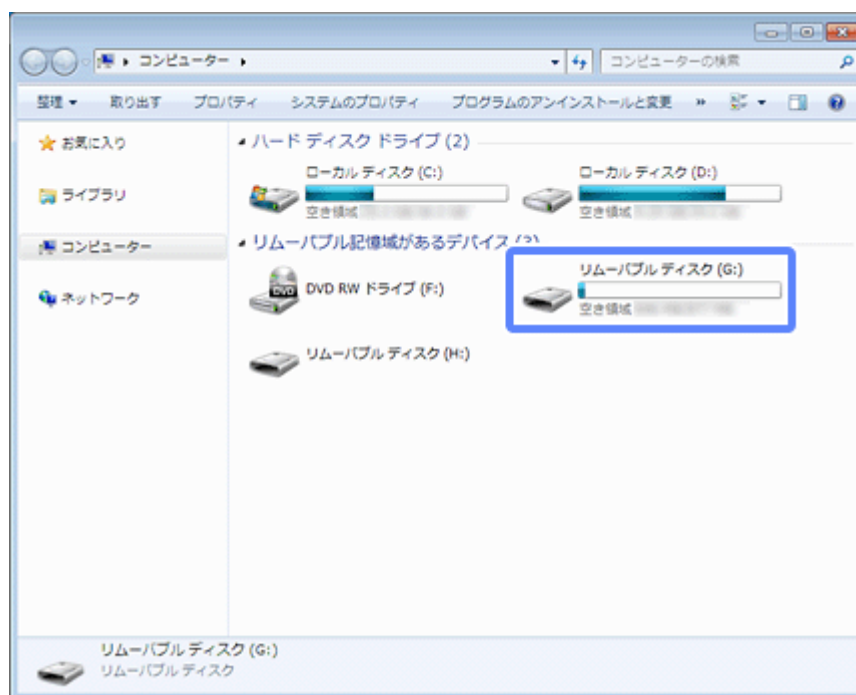 コンピューター
コンピューターの検索
整理 取り出す プロパティ システムのプロパティ プログラムのアンインストールと変更 »
お気に入り
ライブラリ
コンピューター
ネットワーク
ハード ディスク ドライブ (2)
ローカル ディスク (C:)
空き領域
ローカル ディスク (D:)
空き領域
リムーバブル記憶域があるデバイス
DVD RW ドライブ (F:)
リムーバブル ディスク (G:)
空き領域
リムーバブル ディスク (H:)
リムーバブル ディスク (G:)
リムーバブル ディスク